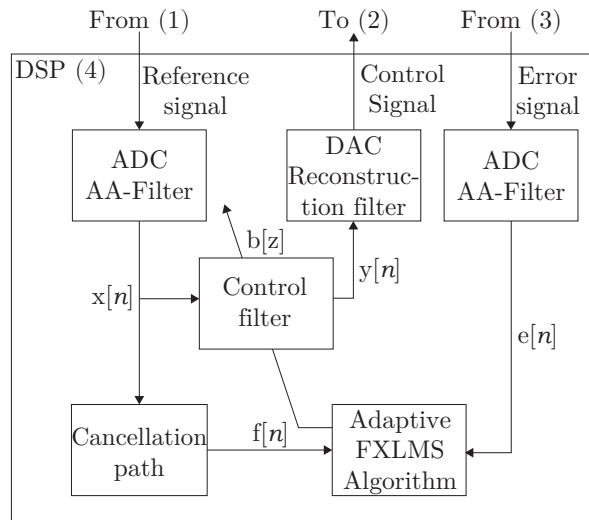 From (1)
To (2)
From (3)
DSP (4)
Reference
signal
Control
Signal
Error
signal
ADC
AA-Filter
DAC
Reconstruc-
tion filter
ADC
AA-Filter
b[z]
x[n]
Control
filter
y[n]
e[n]
Cancellation
path
f[n]
Adaptive
FXLMS
Algorithm